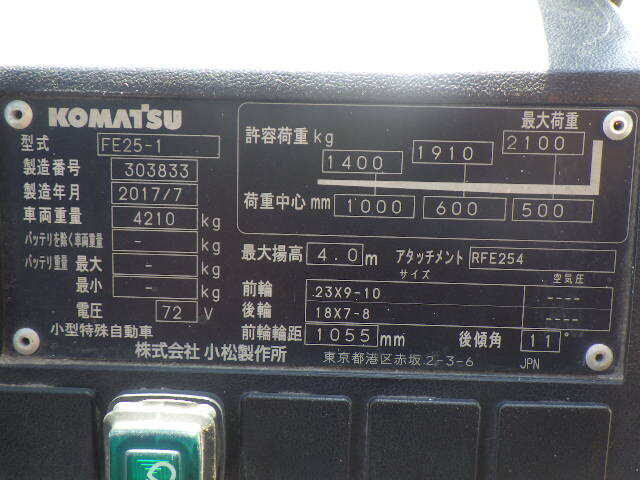 KOMATSU
型式 FE25-1
製造番号 303833
製造年月 2017/7
車両重量 4210 kg
バッテリを除く車両重量 - kg
バッテリ重量 最大 - kg
最小 - kg
電圧 72 V
小型特殊自動車
最大荷重
許容荷重 kg 1400 1910 2100
荷重中心 mm 1000 600 500
最大揚高 4.0 m アタッチメント RFE254
サイズ 空気圧
前輪 23X9-10 ----
後輪 18X7-8 ----
前輪輪距 1055 mm 後傾角 11°
株式会社 小松製作所 東京都港区赤坂 2-3-6 JPN